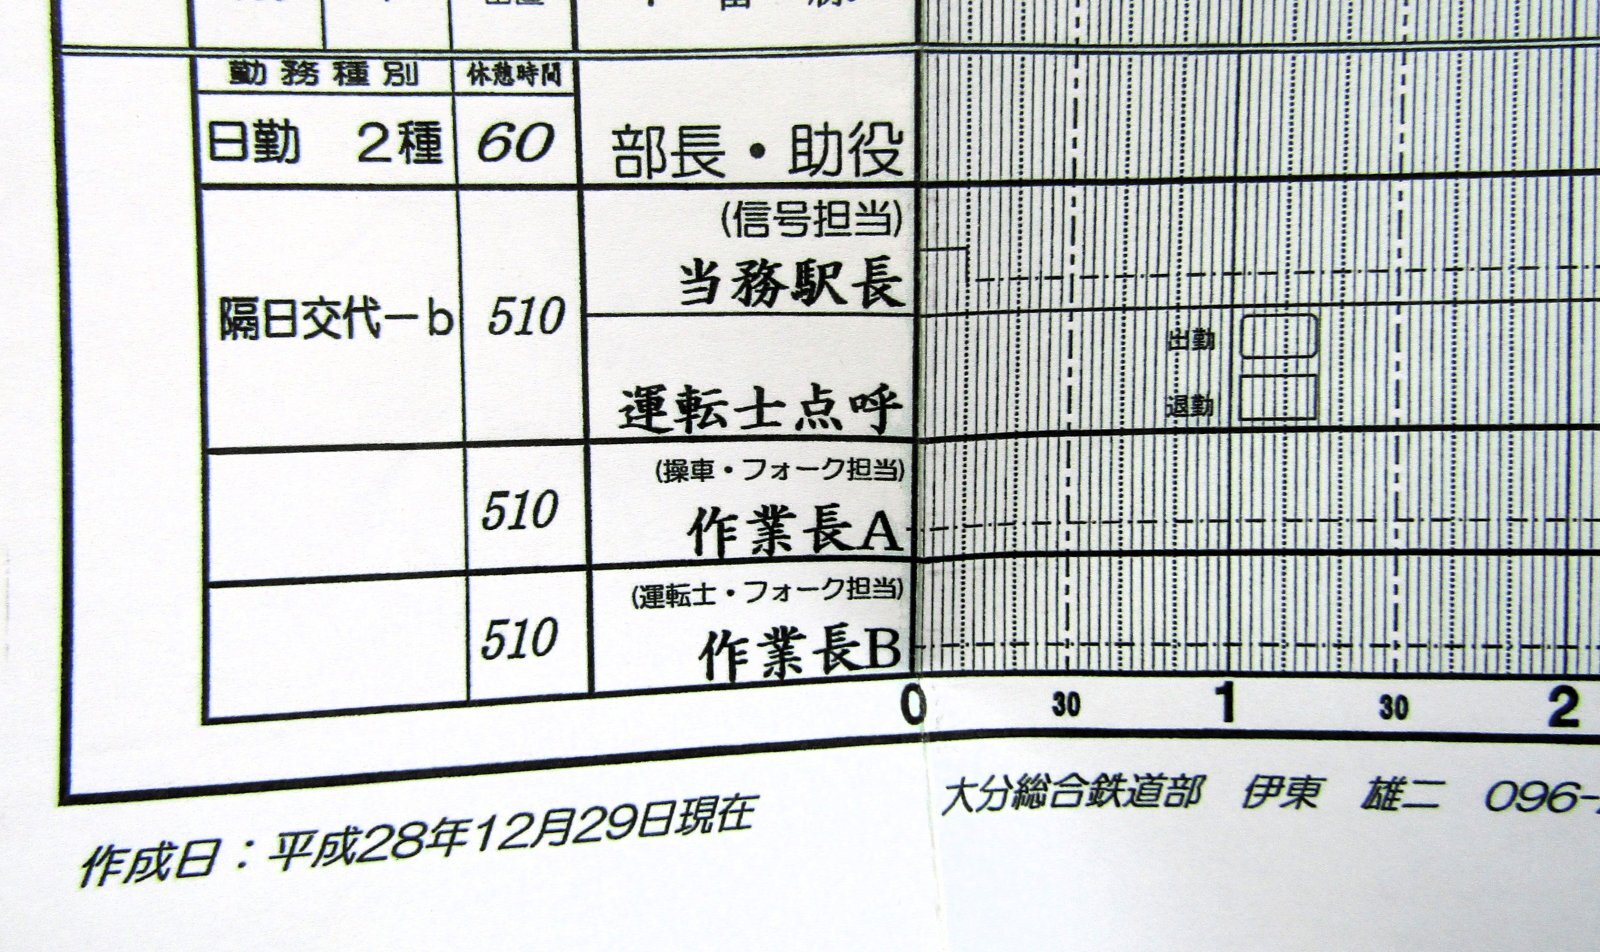 勤務種別 休憩時間
日勤 2種 60 部長・助役
(信号担当)
当務駅長
隔日交代−b 510
出勤
退勤
運転士点呼
(操車・フォーク担当)
510 作業長A
(運転士・フォーク担当)
510 作業長B
0 30 1 30 2
大分総合鉄道部 伊東 雄二 096-
作成日：平成28年12月29日現在